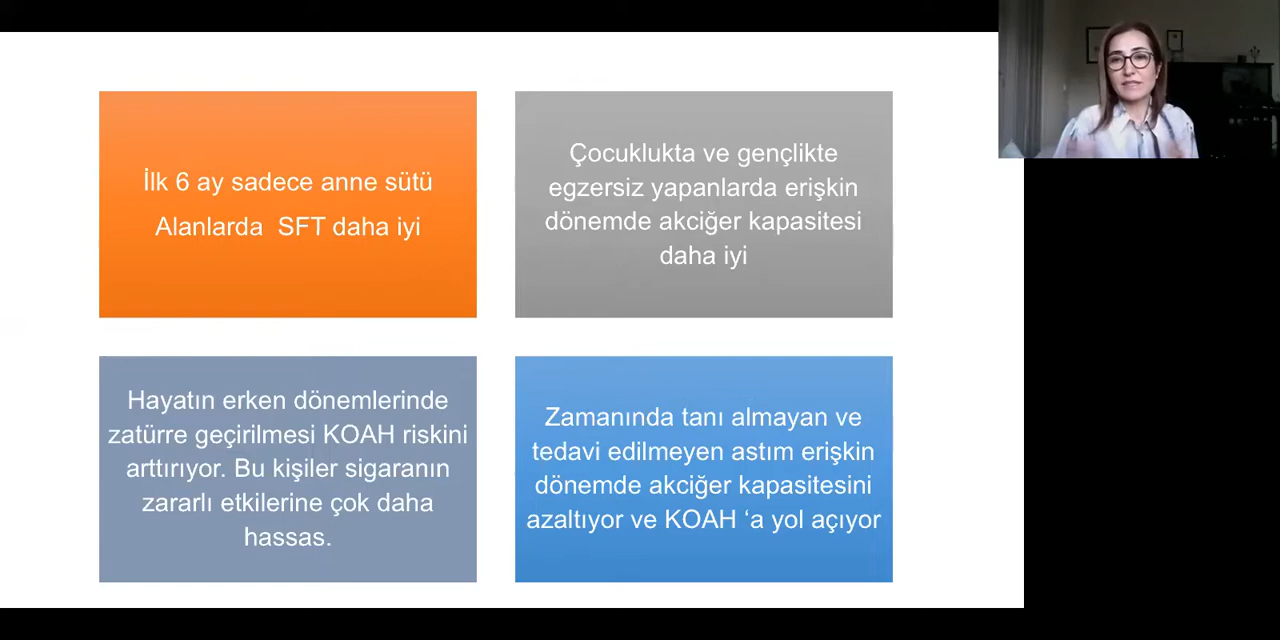 İlk 6 ay sadece anne sütü
Alanlarda  SFT daha iyi
Çocuklukta ve gençlikte
egzersiz yapanlarda erişkin
dönemde akciğer kapasitesi
daha iyi
Hayatın erken dönemlerinde
zatürre geçirilmesi KOAH riskini
arttırıyor. Bu kişiler sigaranın
zararlı etkilerine çok daha
hassas.
Zamanında tanı almayan ve
tedavi edilmeyen astım erişkin
dönemde akciğer kapasitesini
azaltıyor ve KOAH ‘a yol açıyor